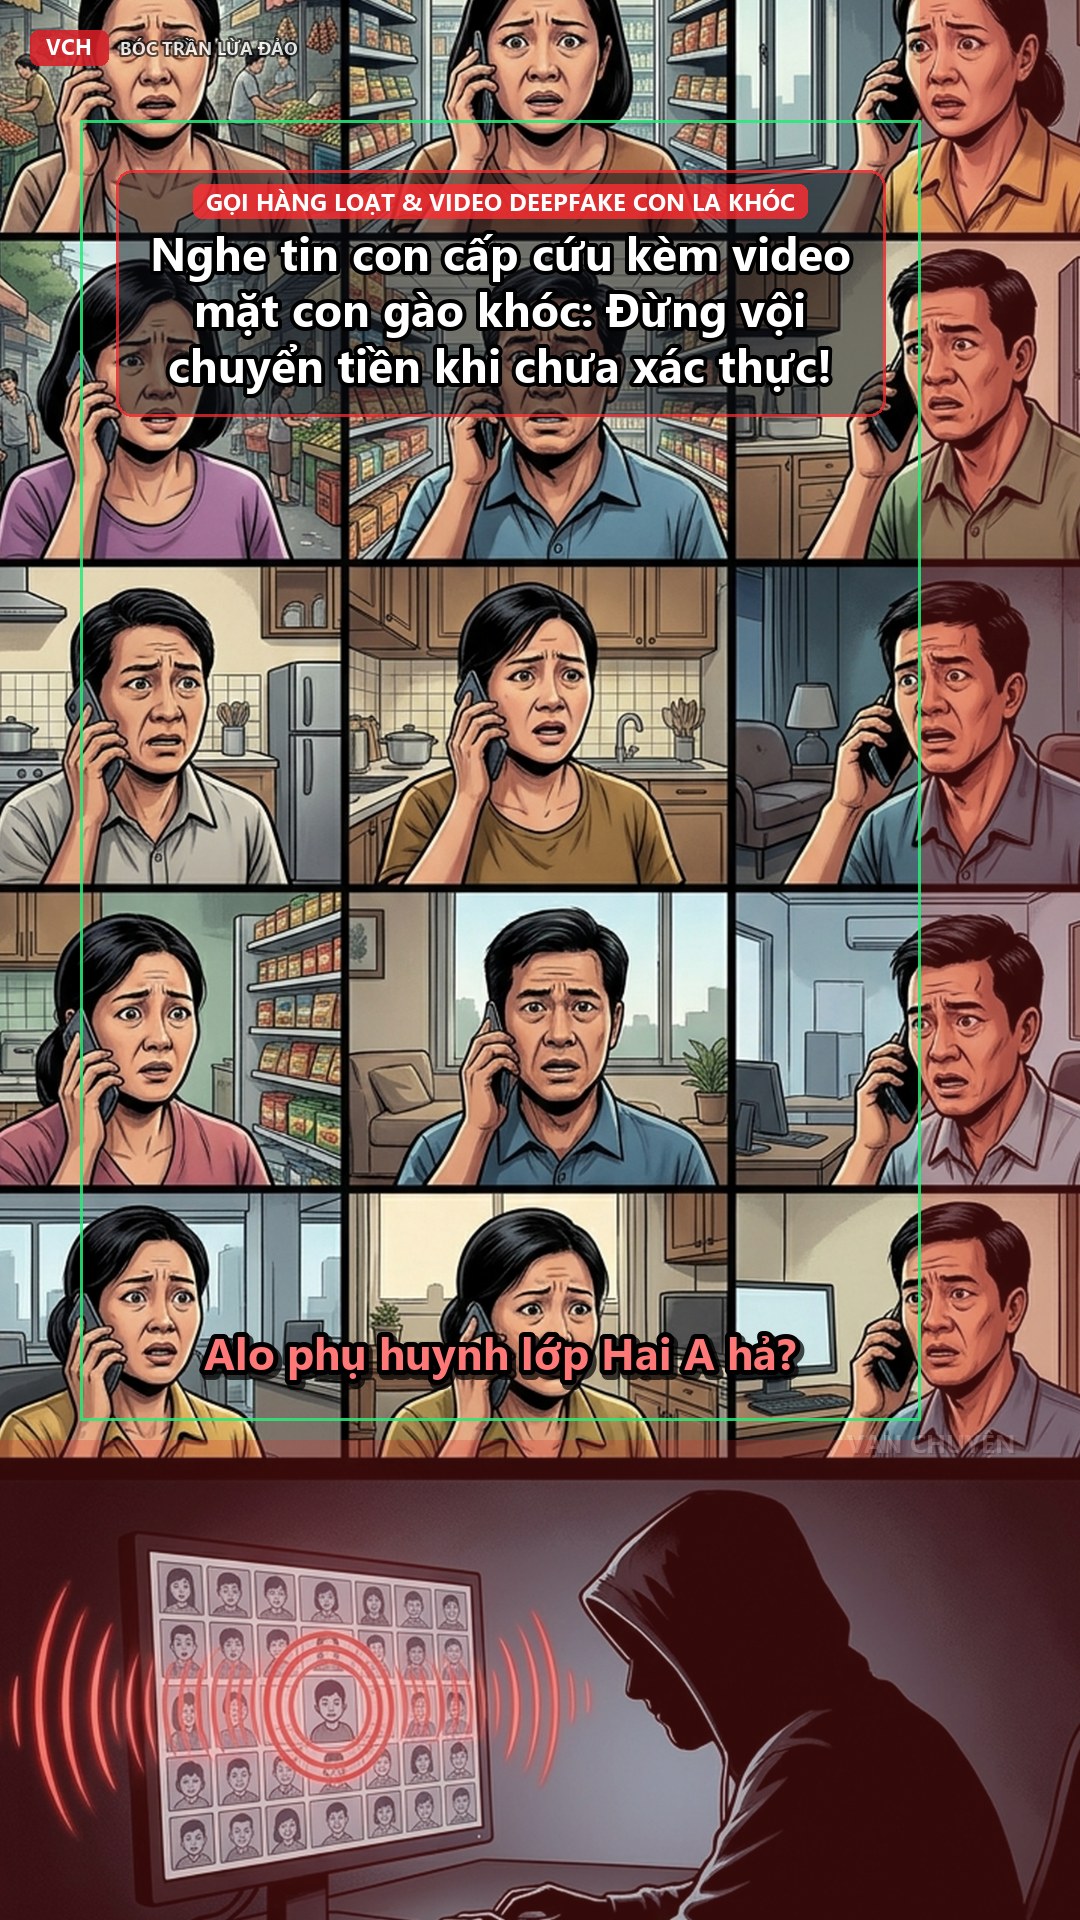 VCH BÓC TRẦN LỪA ĐẢO
GỌI HÀNG LOẠT & VIDEO DEEPFAKE CON LA KHÓC
Nghe tin con cấp cứu kèm video
mặt con gào khóc: Đừng vội
chuyển tiền khi chưa xác thực!
Alo phụ huynh lớp Hai A hả?
VẠN CHUYỆN